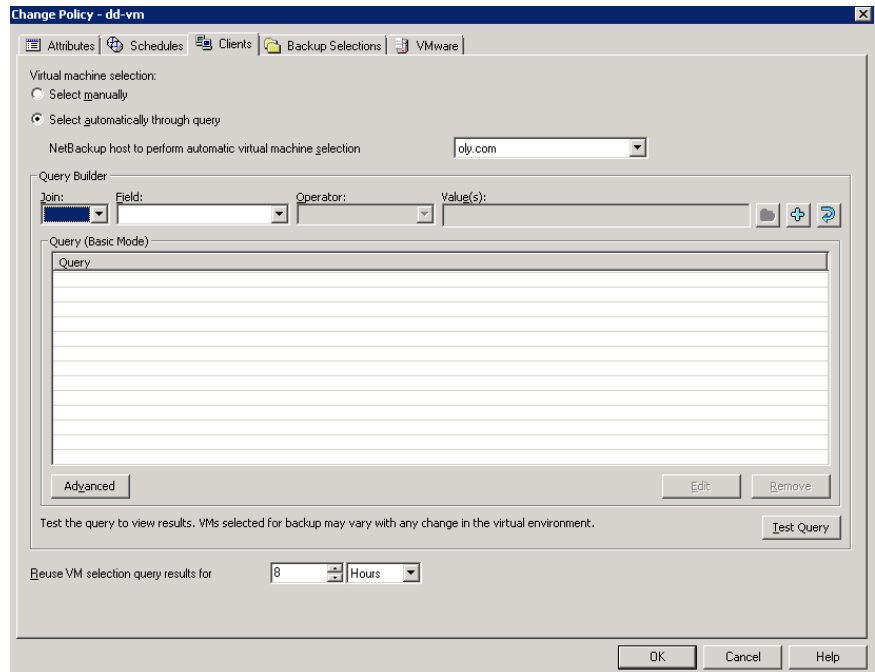 Change Policy - dd-vm
Attributes Schedules Clients Backup Selections VMware
Virtual machine selection:
Select manually
Select automatically through query
NetBackup host to perform automatic virtual machine selection oly.com
Query Builder
Join: Field: Operator: Value(s):
Query (Basic Mode)
Query
Advanced Edit Remove
Test the query to view results. VMs selected for backup may vary with any change in the virtual environment.
Test Query
Reuse VM selection query results for 8 Hours
OK Cancel Help